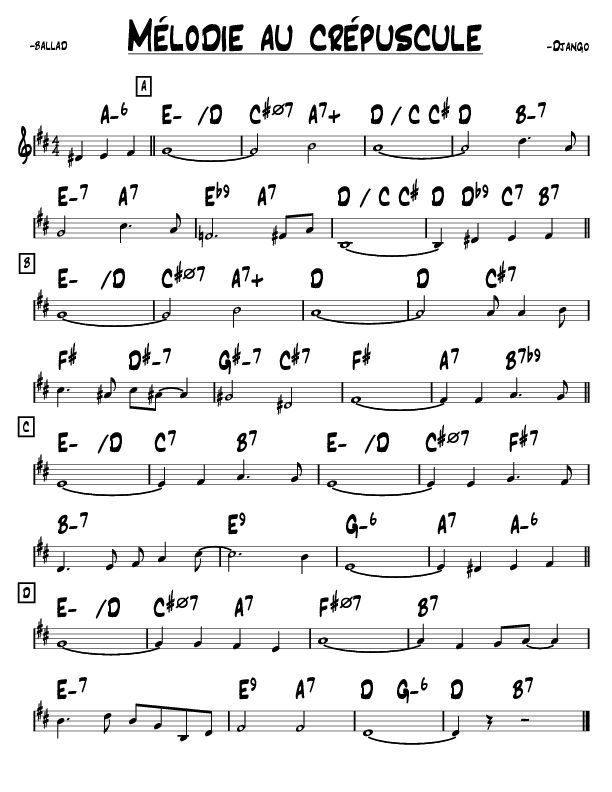 -BALLAD MÉLODIE AU CRÉPUSCULE -DJANGO
A
A-6 E- /D C#ø7 A7+ D / C C# D B-7
4/4
E-7 A7 Eb9 A7 D / C C# D Db9 C7 B7
B
E- /D C#ø7 A7+ D D C#7
F# D#-7 G#-7 C#7 F# A7 B7b9
C
E- /D C7 B7 E- /D C#ø7 F#7
B-7 E9 G-6 A7 A-6
D
E- /D C#ø7 A7 F#ø7 B7
E-7 E9 A7 D G-6 D B7